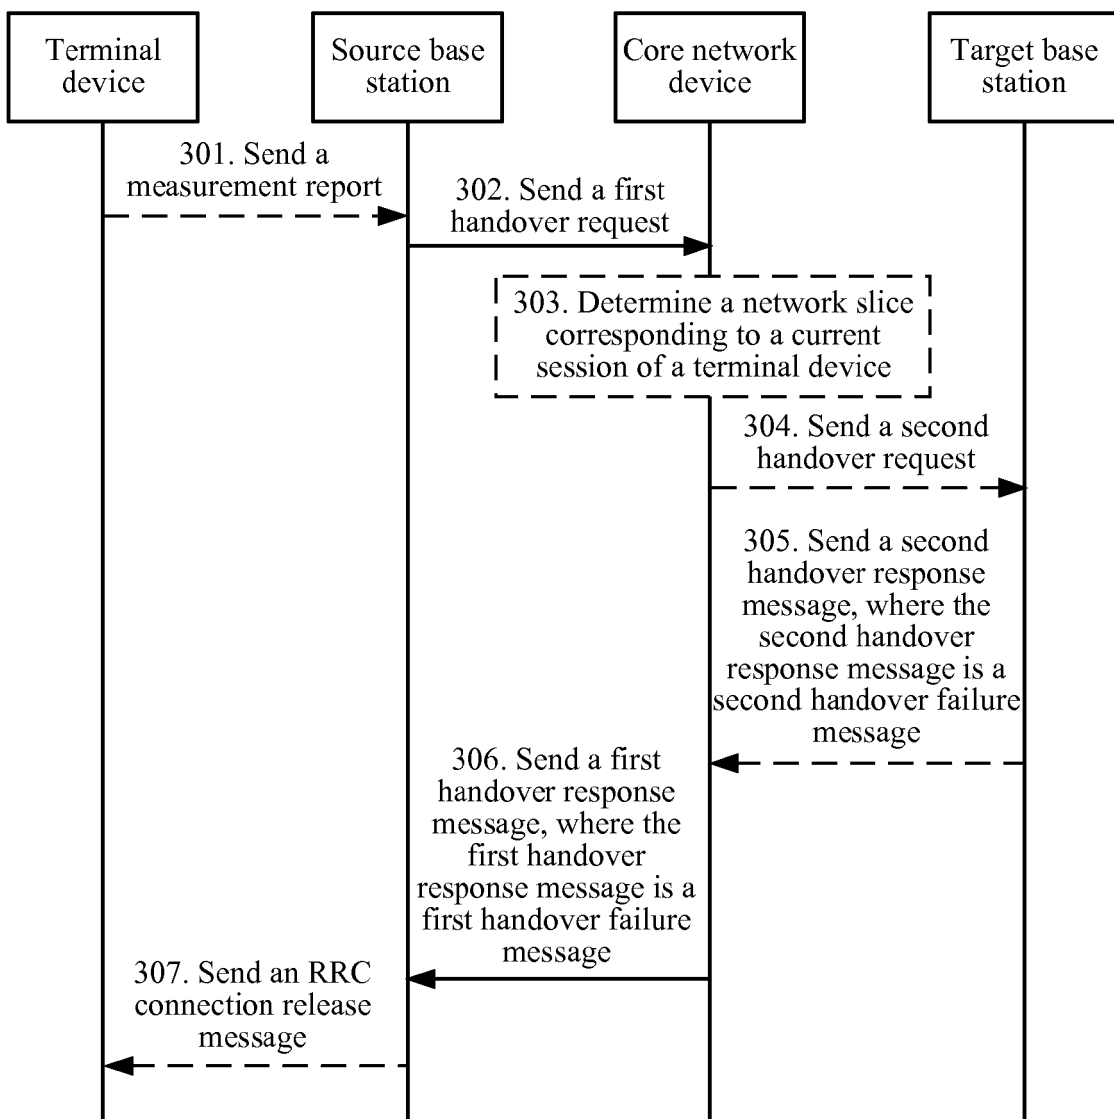 Terminal
device
Source base
station
Core network
device
Target base
station
301. Send a
measurement report
302. Send a first
handover request
303. Determine a network slice
corresponding to a current
session of a terminal device
304. Send a second
handover request
305. Send a second
handover response
message, where the
second handover
response message is a
second handover failure
message
306. Send a first
handover response
message, where the
first handover
response message is a
first handover failure
message
307. Send an RRC
connection release
message